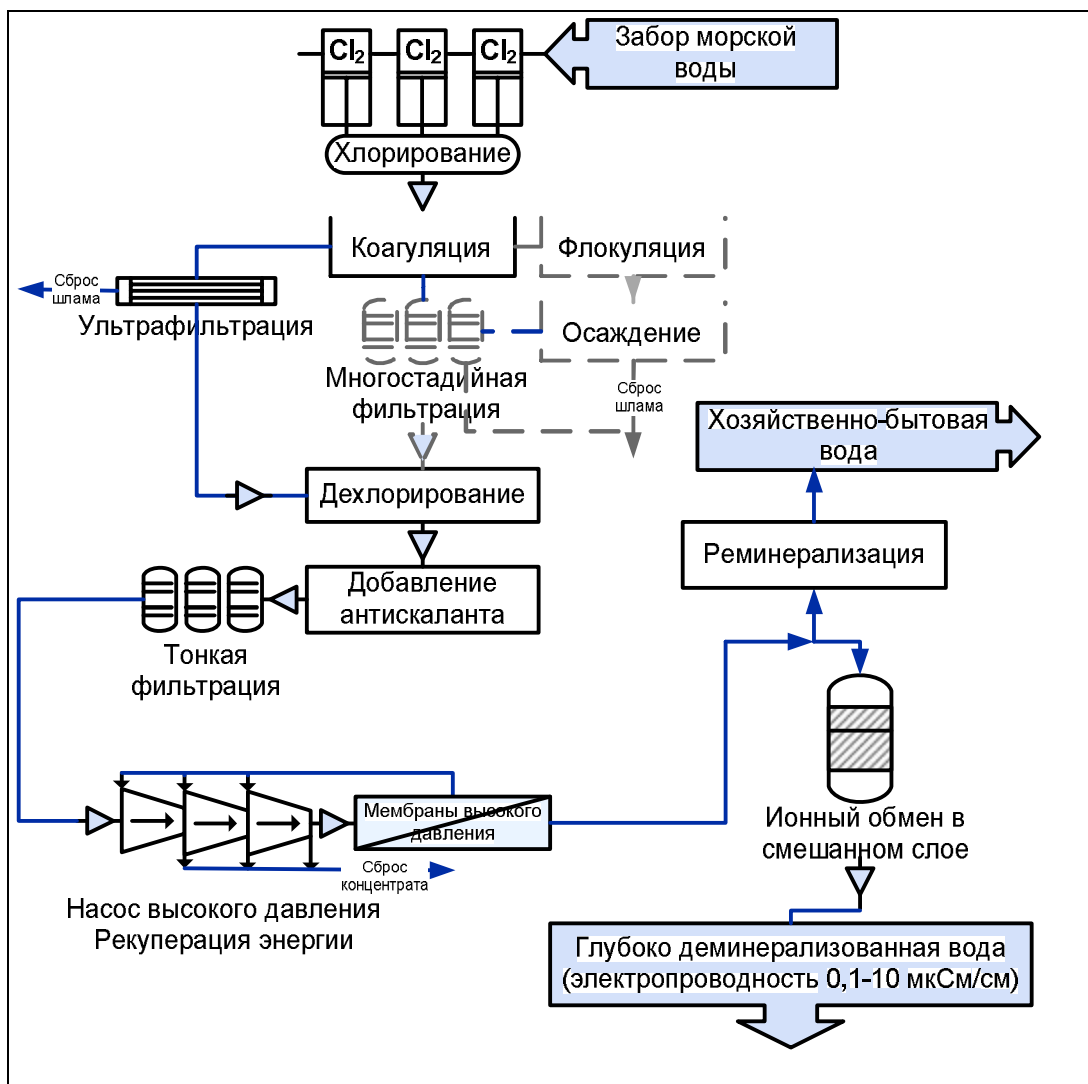 Забор морской
воды
Cl₂ Cl₂ Cl₂
Хлорирование
Коагуляция
Флокуляция
Сброс
шлама
Ультрафильтрация
Осаждение
Многостадийная
фильтрация
Сброс
шлама
Хозяйственно-бытовая
вода
Дехлорирование
Реминерализация
Добавление
антискаланта
Тонкая
фильтрация
Мембраны высокого
давления
Ионный обмен в
смешанном слое
Сброс
концентрата
Насос высокого давления
Рекуперация энергии
Глубоко деминерализованная вода
(электропроводность 0,1-10 мкСм/см)